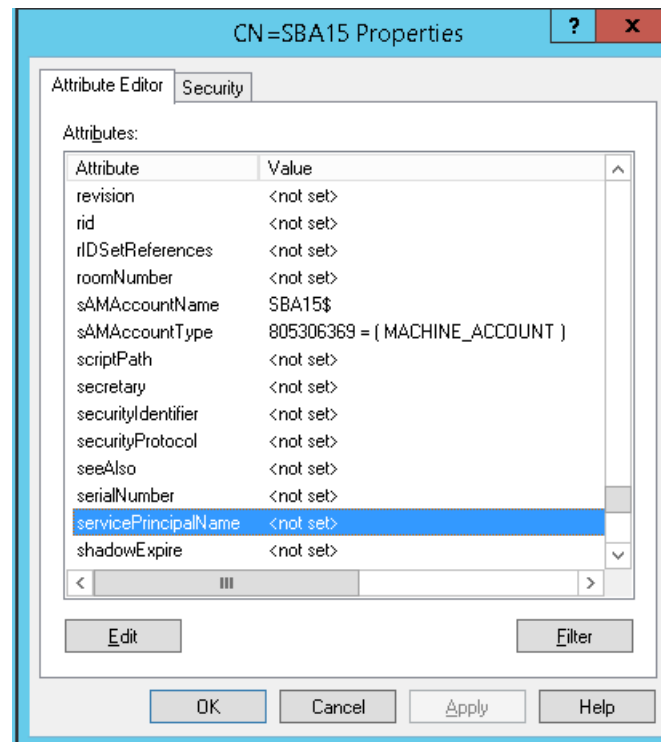 CN=SBA15 Properties
?
x
Attribute Editor Security
Attributes:
Attribute Value
revision <not set>
rid <not set>
rIDSetReferences <not set>
roomNumber <not set>
sAMAccountName SBA15$
sAMAccountType 805306369 = ( MACHINE_ACCOUNT )
scriptPath <not set>
secretary <not set>
securityIdentifier <not set>
securityProtocol <not set>
seeAlso <not set>
serialNumber <not set>
servicePrincipalName <not set>
shadowExpire <not set>
Edit Filter
OK Cancel Apply Help